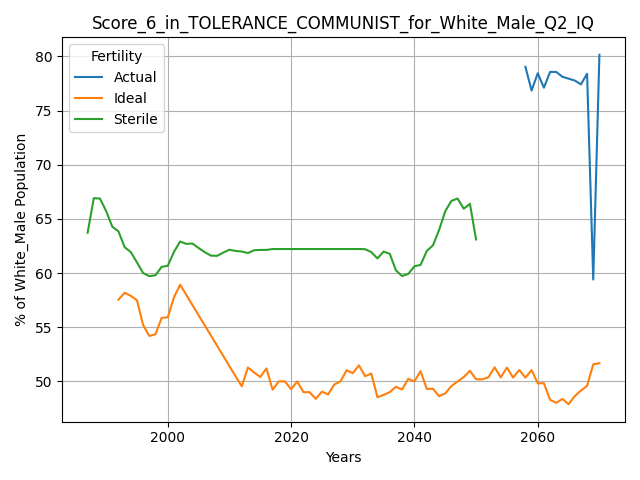 Score_6_in_TOLERANCE_COMMUNIST_for_White_Male_Q2_IQ
Fertility
Actual
Ideal
Sterile
% of White_Male Population
80
75
70
65
60
55
50
2000
2020
2040
2060
Years